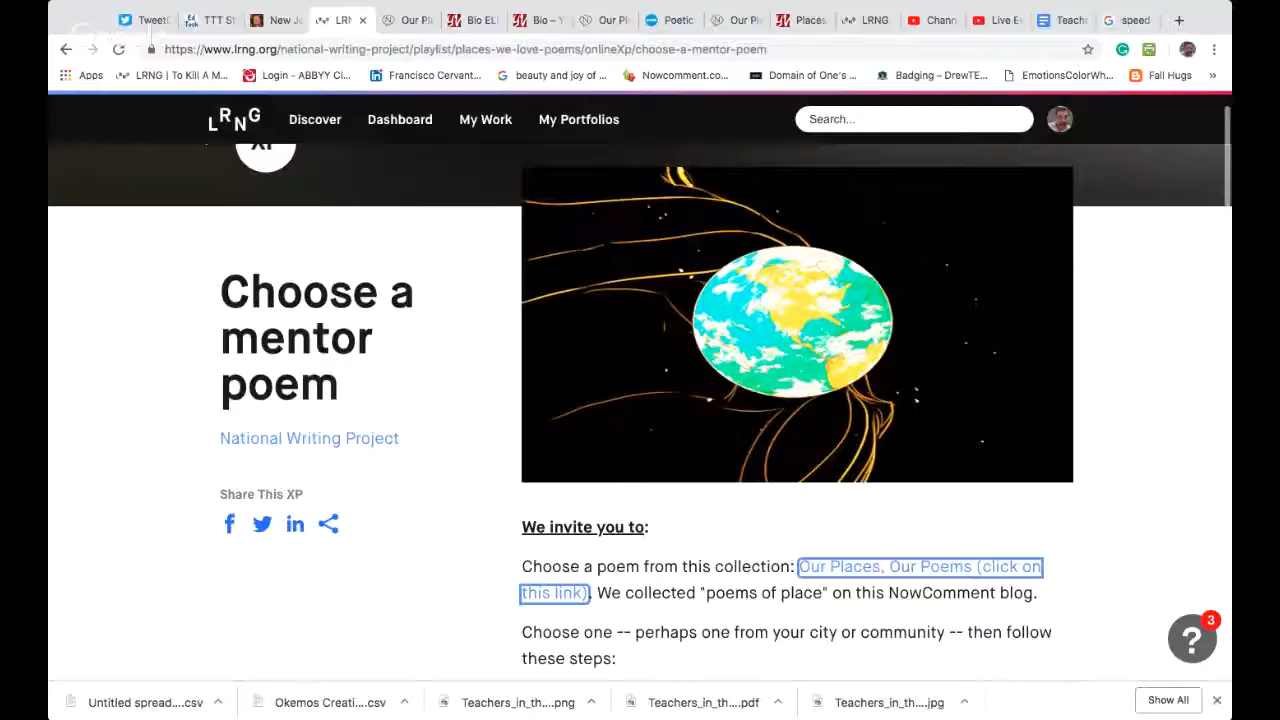 TweetD
Ed Tech TTT St
New Ju
LRN
Our Pl
Bio ELI
Bio – Y
Our Pl
Poetic
Our Pl
Places
LRNG
Chann
Live E
Teach
speed
https://www.lrng.org/national-writing-project/playlist/places-we-love-poems/onlineXp/choose-a-mentor-poem
Apps
LRNG | To Kill A M...
Login – ABBYY Cl...
Francisco Cervant...
beauty and joy of ...
Nowcomment.co...
Domain of One's ...
Badging – DrewTE...
EmotionsColorWh...
Fall Hugs
»
LRNG
Discover
Dashboard
My Work
My Portfolios
Search...
XP
Choose a
mentor
poem
National Writing Project
Share This XP
We invite you to:
Choose a poem from this collection: Our Places, Our Poems (click on
this link). We collected "poems of place" on this NowComment blog.
Choose one -- perhaps one from your city or community -- then follow
these steps:
?
3
Untitled spread....csv
Okemos Creati....csv
Teachers_in_th....png
Teachers_in_th....pdf
Teachers_in_th....jpg
Show All